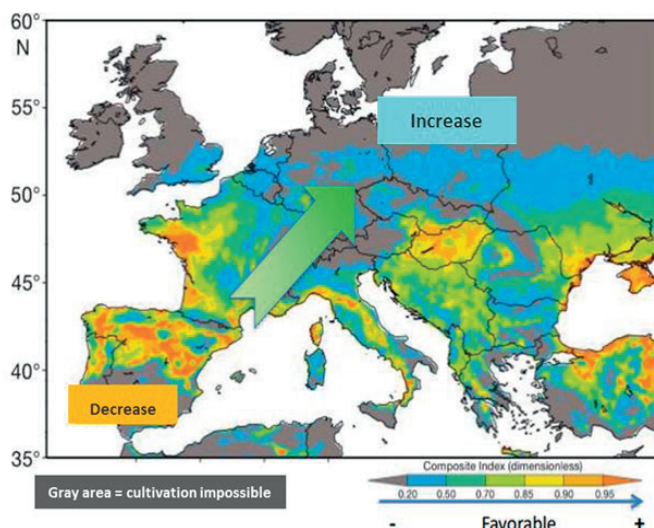 60°
N
55°
Increase
50°
45°
40°
Decrease
35°
Gray area = cultivation impossible
Composite Index (dimensionless)
0.20 0.50 0.70 0.85 0.90 0.95
- Favorable +